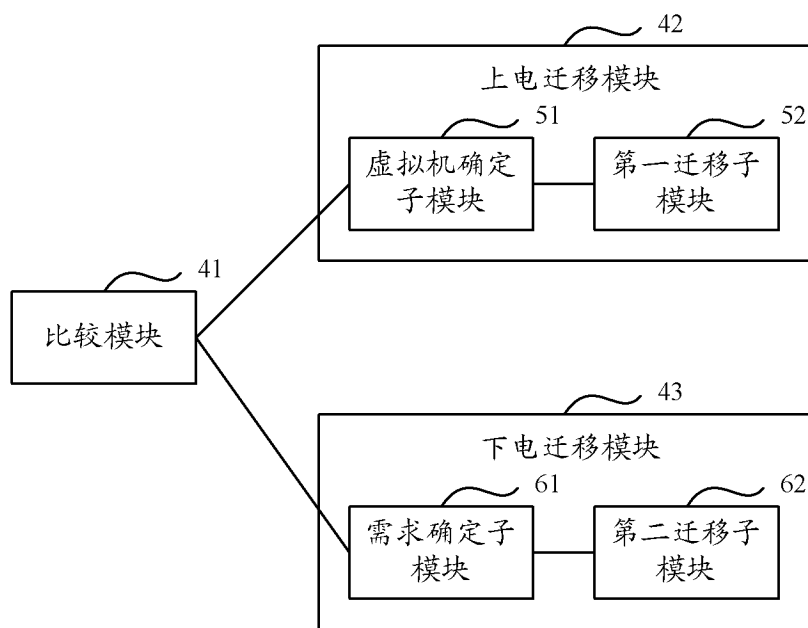 42
上电迁移模块
51
52
虚拟机确定
子模块
第一迁移子
模块
41
比较模块
43
下电迁移模块
61
62
需求确定子
模块
第二迁移子
模块